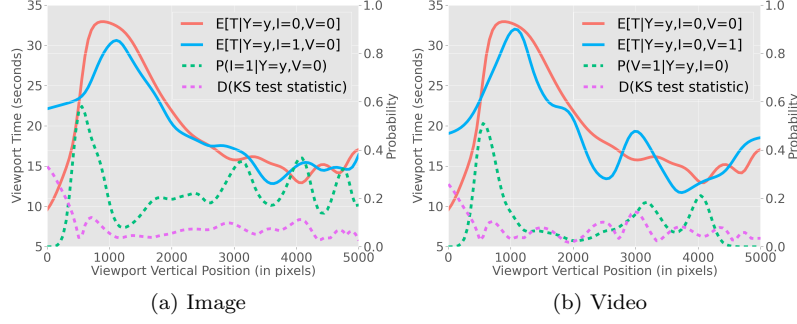 35
30
25
20
15
10
5
Viewport Time (seconds)
E[T|Y=y,I=0,V=0]
E[T|Y=y,I=1,V=0]
P(I=1|Y=y,V=0)
D(KS test statistic)
1.0
0.8
0.6
0.4
0.2
0.0
Probability
0 1000 2000 3000 4000 5000
Viewport Vertical Position (in pixels)
(a) Image
35
30
25
20
15
10
5
Viewport Time (seconds)
E[T|Y=y,I=0,V=0]
E[T|Y=y,I=0,V=1]
P(V=1|Y=y,I=0)
D(KS test statistic)
1.0
0.8
0.6
0.4
0.2
0.0
Probability
0 1000 2000 3000 4000 5000
Viewport Vertical Position (in pixels)
(b) Video